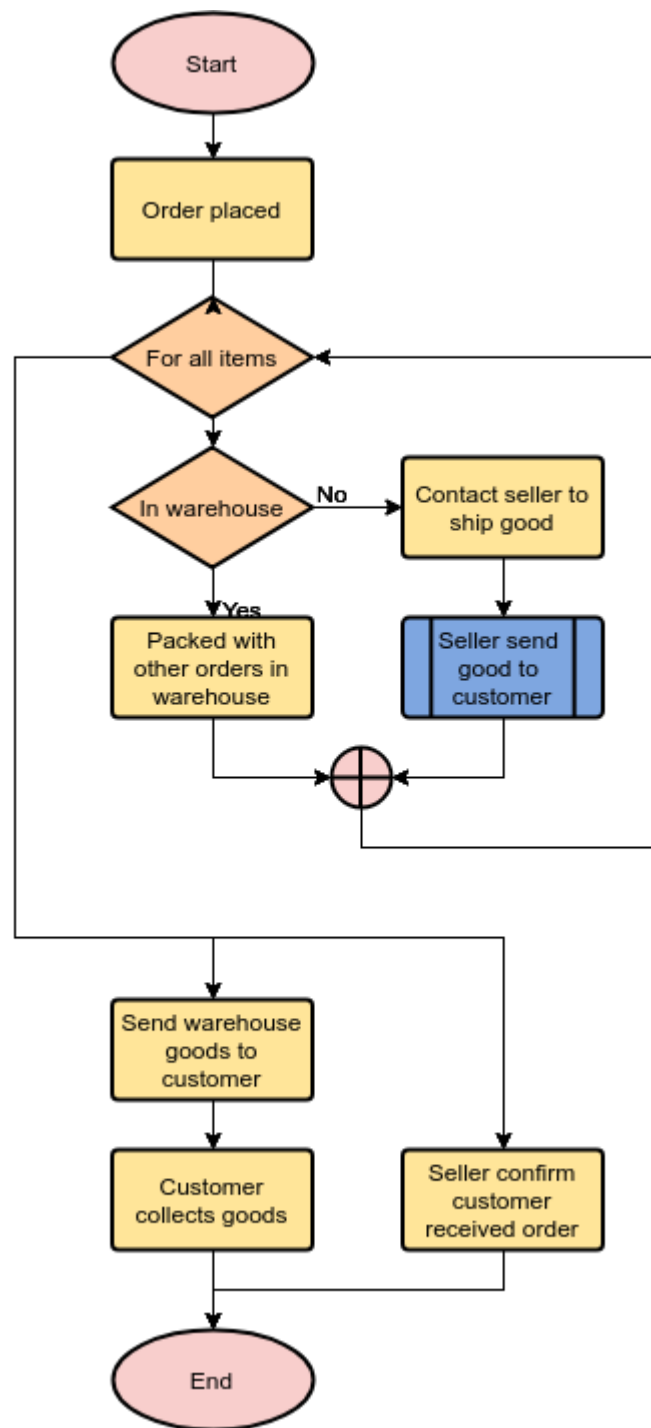 Start
Order placed
For all items
In warehouse
No
Contact seller to
ship good
Yes
Packed with
other orders in
warehouse
Seller send
good to
customer
Send warehouse
goods to
customer
Customer
collects goods
Seller confirm
customer
received order
End